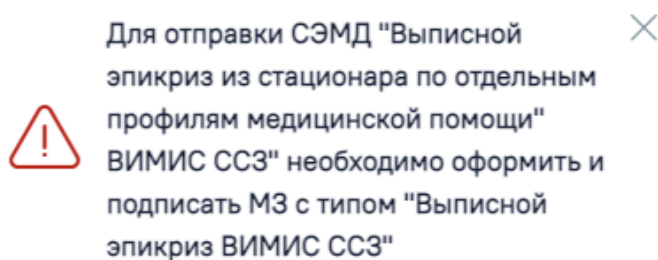 Для отправки СЭМД "Выписной
эпикриз из стационара по отдельным
профилям медицинской помощи"
ВИМИС ССЗ" необходимо оформить и
подписать МЗ с типом "Выписной
эпикриз ВИМИС ССЗ"